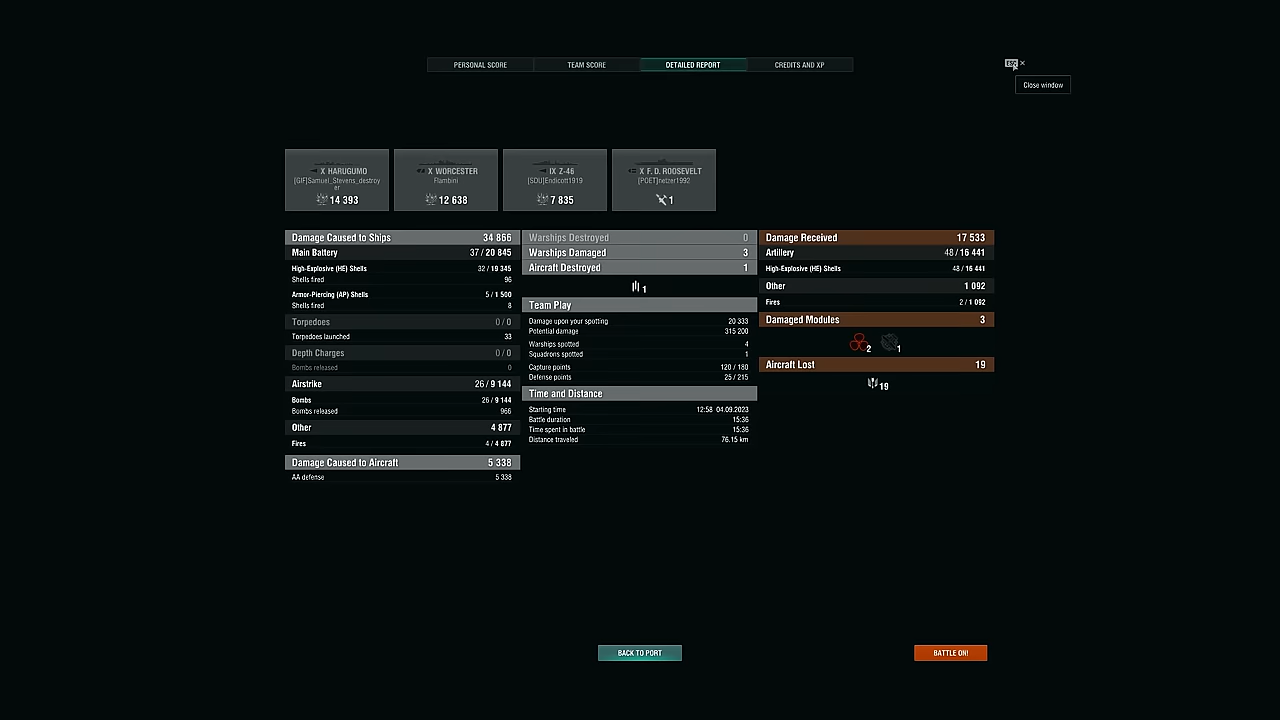 PERSONAL SCORE
TEAM SCORE
DETAILED REPORT
CREDITS AND XP
ESC ×
Close window
X HARUGUMO
[GIF]Samuel_Stevens_destroy
er
14 393
X WORCESTER
Flambini
12 638
IX Z-46
[SDU]Endicott1919
7 835
X F. D. ROOSEVELT
[POET]netzer1992
1
Damage Caused to Ships 34 866
Main Battery 37 / 20 845
High-Explosive (HE) Shells 32 / 19 345
Shells fired 96
Armor-Piercing (AP) Shells 5 / 1 500
Shells fired 8
Torpedoes 0 / 0
Torpedoes launched 33
Depth Charges 0 / 0
Bombs released 0
Airstrike 26 / 9 144
Bombs 26 / 9 144
Bombs released 966
Other 4 877
Fires 4 / 4 877
Damage Caused to Aircraft 5 338
AA defense 5 338
Warships Destroyed 0
Warships Damaged 3
Aircraft Destroyed 1
1
Team Play
Damage upon your spotting 20 333
Potential damage 315 200
Warships spotted 4
Squadrons spotted 1
Capture points 120 / 180
Defense points 25 / 215
Time and Distance
Starting time 12:58 04.09.2023
Battle duration 15:36
Time spent in battle 15:36
Distance traveled 76.15 km
Damage Received 17 533
Artillery 48 / 16 441
High-Explosive (HE) Shells 48 / 16 441
Other 1 092
Fires 2 / 1 092
Damaged Modules 3
2 1
Aircraft Lost 19
19
BACK TO PORT
BATTLE ON!